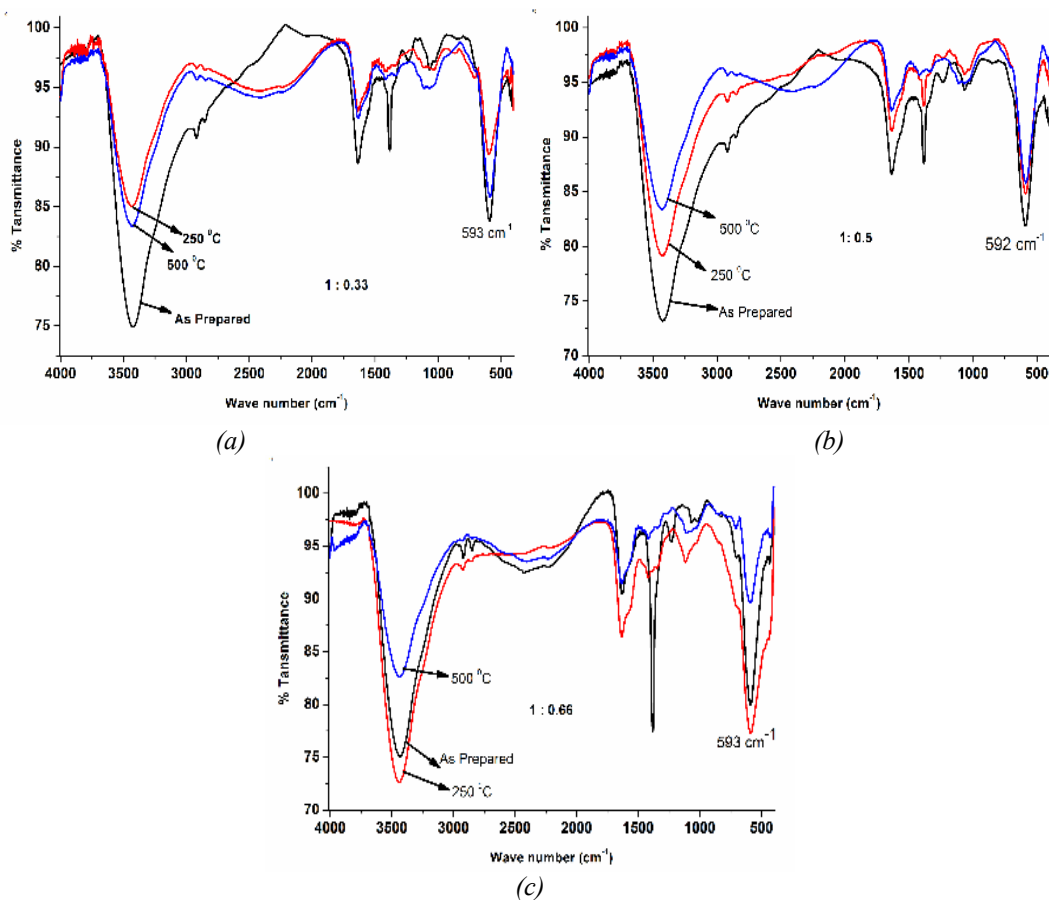 100
95
90
85
80
75
% Tansmittance
250 ⁰C
500 ⁰C
As Prepared
1 : 0.33
593 cm⁻¹
4000 3500 3000 2500 2000 1500 1000 500
Wave number (cm⁻¹)
(a)
100
95
90
85
80
75
70
% Tansmittance
500 ⁰C
250 ⁰C
As Prepared
1: 0.5
592 cm⁻¹
4000 3500 3000 2500 2000 1500 1000 500
Wave number (cm⁻¹)
(b)
100
95
90
85
80
75
70
% Tansmittance
500 ⁰C
As Prepared
250 ⁰C
1 : 0.66
593 cm⁻¹
4000 3500 3000 2500 2000 1500 1000 500
Wave number (cm⁻¹)
(c)